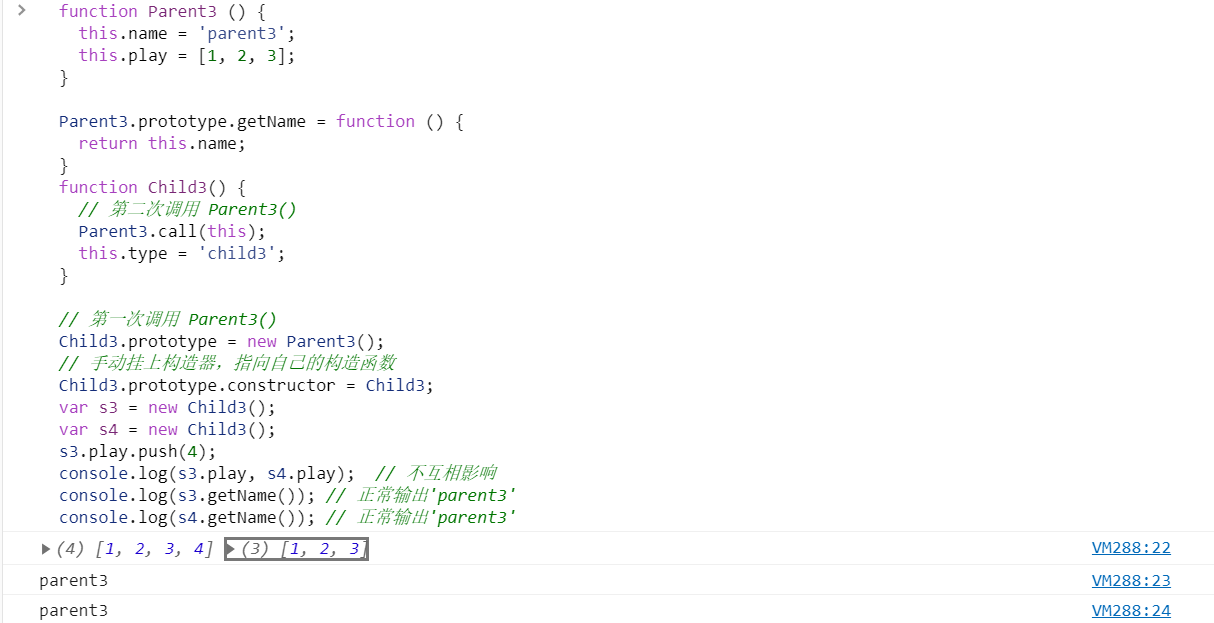 function Parent3 () {
  this.name = 'parent3';
  this.play = [1, 2, 3];
}

Parent3.prototype.getName = function () {
  return this.name;
}
function Child3() {
  // 第二次调用 Parent3()
  Parent3.call(this);
  this.type = 'child3';
}

// 第一次调用 Parent3()
Child3.prototype = new Parent3();
// 手动挂上构造器，指向自己的构造函数
Child3.prototype.constructor = Child3;
var s3 = new Child3();
var s4 = new Child3();
s3.play.push(4);
console.log(s3.play, s4.play);  // 不互相影响
console.log(s3.getName()); // 正常输出'parent3'
console.log(s4.getName()); // 正常输出'parent3'
(4) [1, 2, 3, 4] (3) [1, 2, 3] VM288:22
parent3 VM288:23
parent3 VM288:24